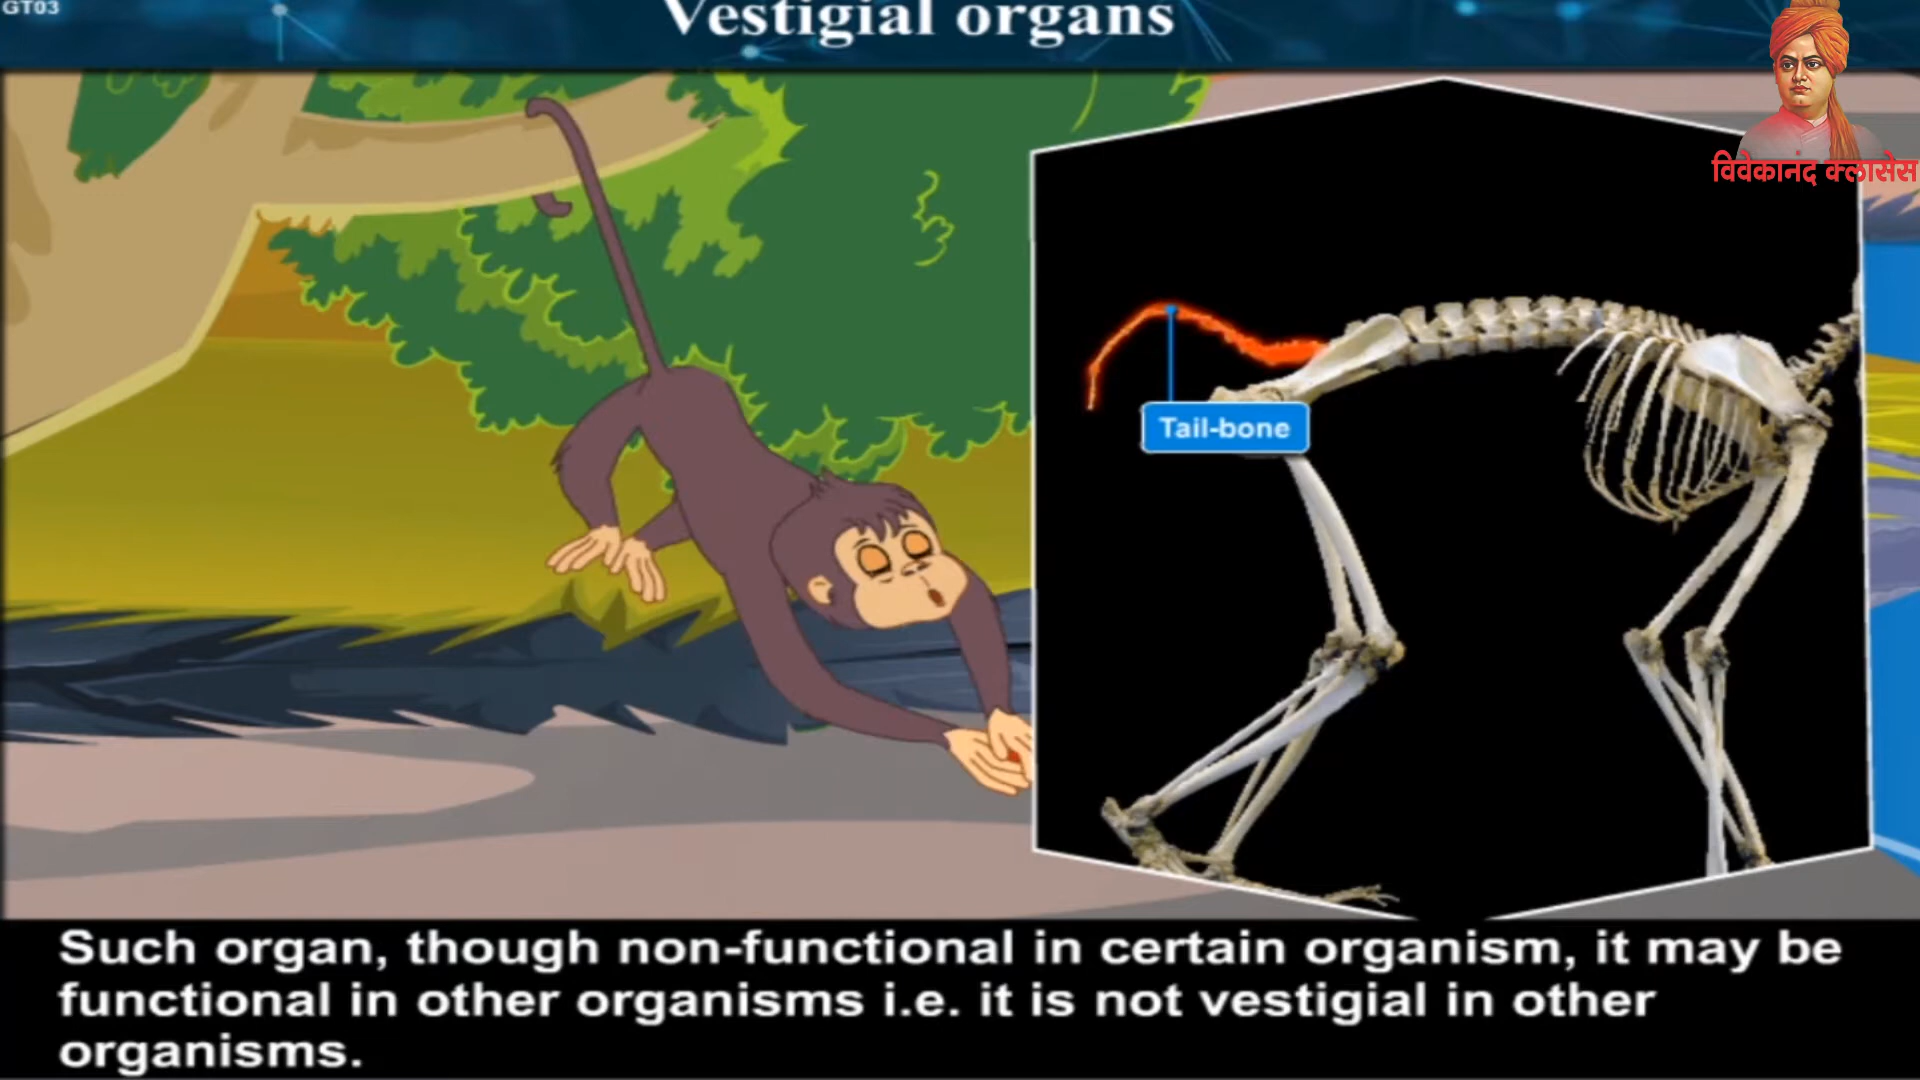 GT03
Vestigial organs
विवेकानंद क्लासेस
Tail-bone
Such organ, though non-functional in certain organism, it may be
functional in other organisms i.e. it is not vestigial in other
organisms.